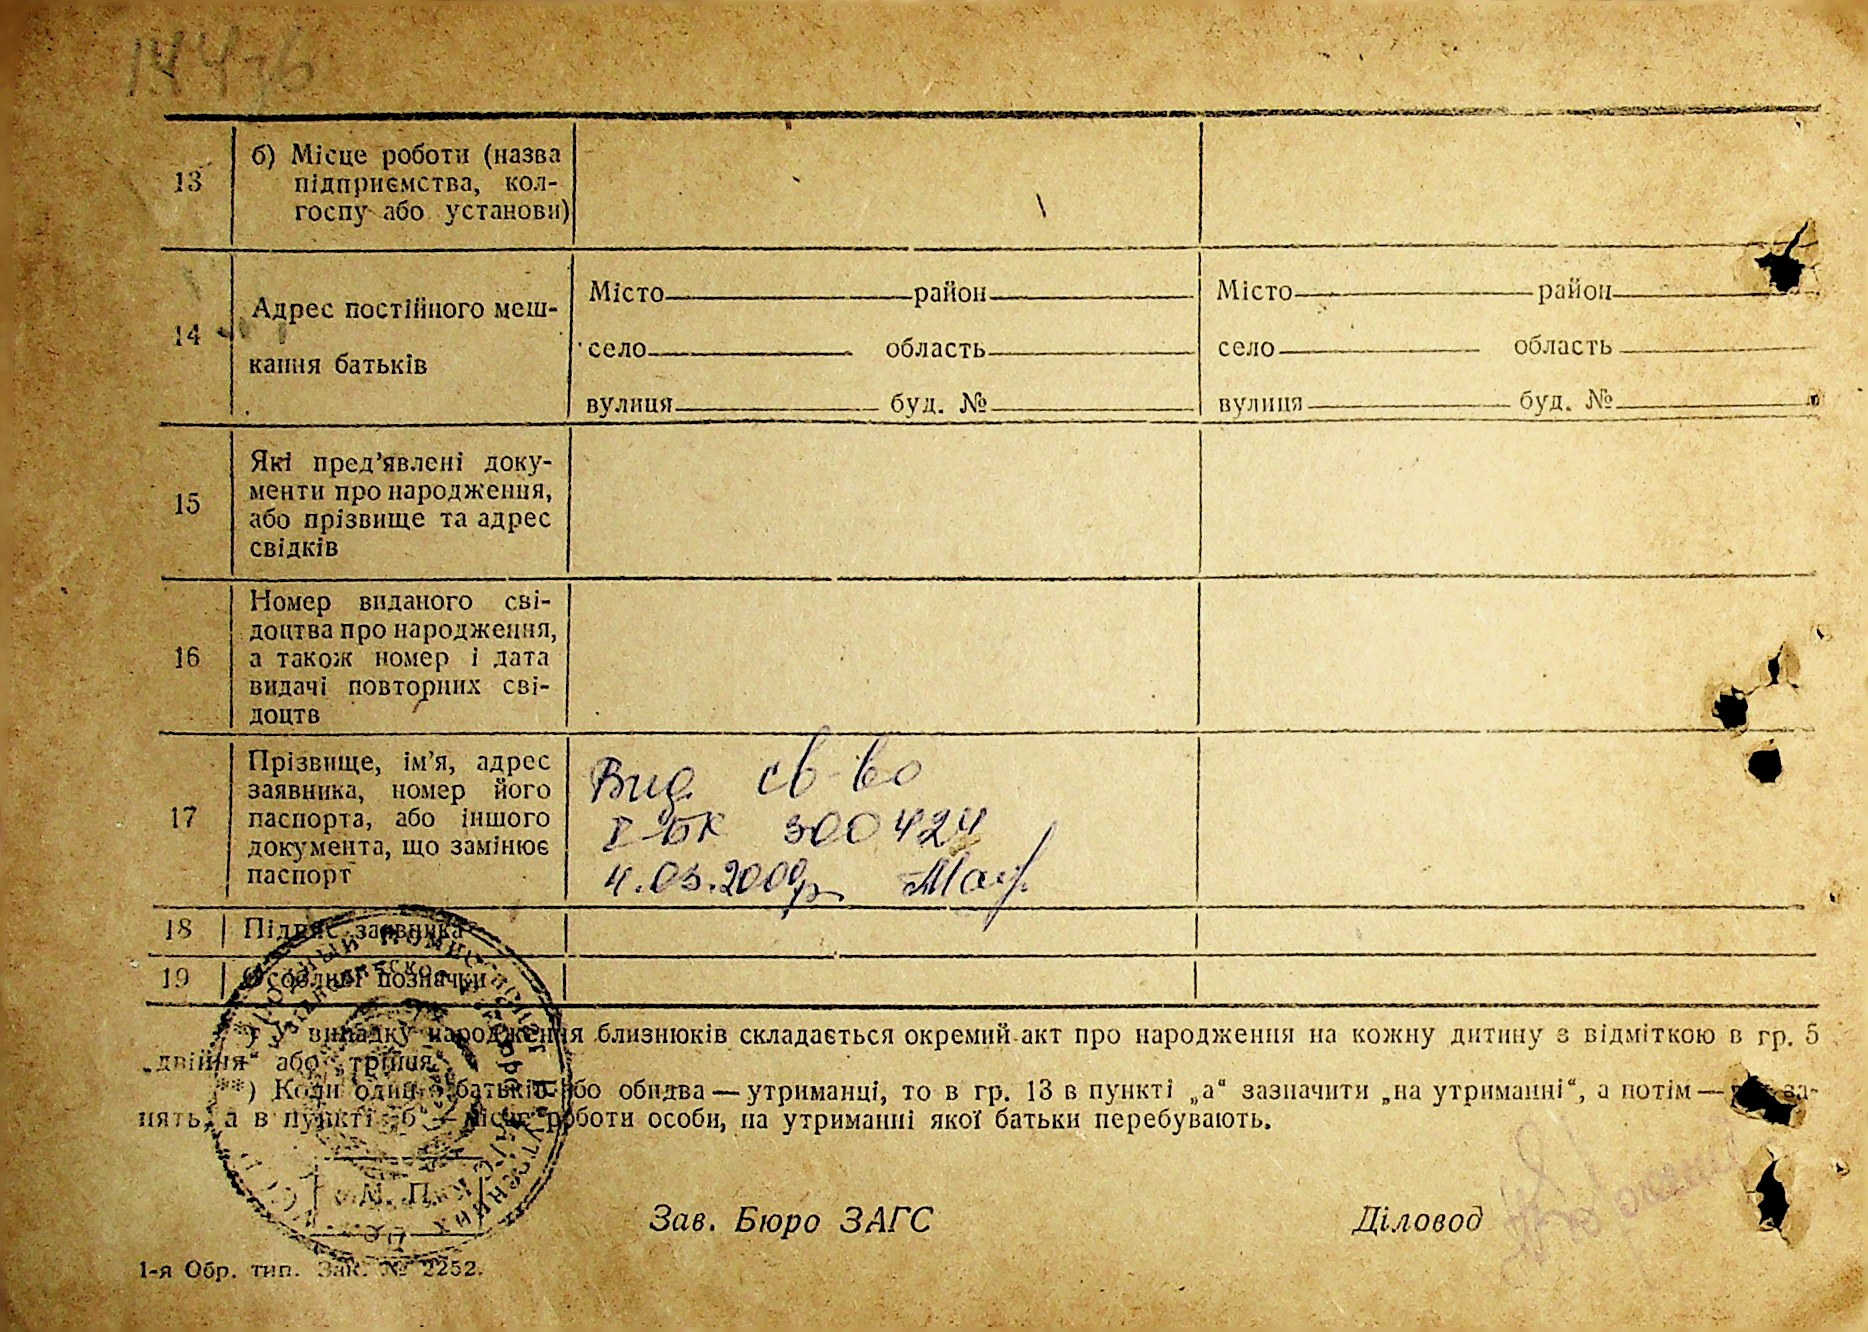 13
б) Місце роботи (назва
підприємства, кол-
госпу або установи)
14
Адрес постійного меш-
кання батьків
Місто район
село область
вулиця буд. №
Місто район
село область
вулиця буд. №
15
Які пред’явлені доку-
менти про народження,
або прізвище та адрес
свідків
16
Номер виданого сві-
доцтва про народження,
а також номер і дата
видачі повторних сві-
доцтв
17
Прізвище, ім’я, адрес
заявника, номер його
паспорта, або іншого
документа, що замінює
паспорт
Вид. св-во
І-БК 300424
4.03.2009р.
18 Підпис заявника
19 Особливі позначки
*) У випадку народження близнюків складається окремий акт про народження на кожну дитину з відміткою в гр. 5
„двійня“ або „трійця“.
**) Коли один з батьків або обидва — утриманці, то в гр. 13 в пункті „а“ зазначити „на утриманні“, а потім — за-
нять, а в пункті „б“ — місце роботи особи, на утриманні якої батьки перебувають.
М. П.
Зав. Бюро ЗАГС Діловод
1-я Обр. тип. Зак. № 2252.